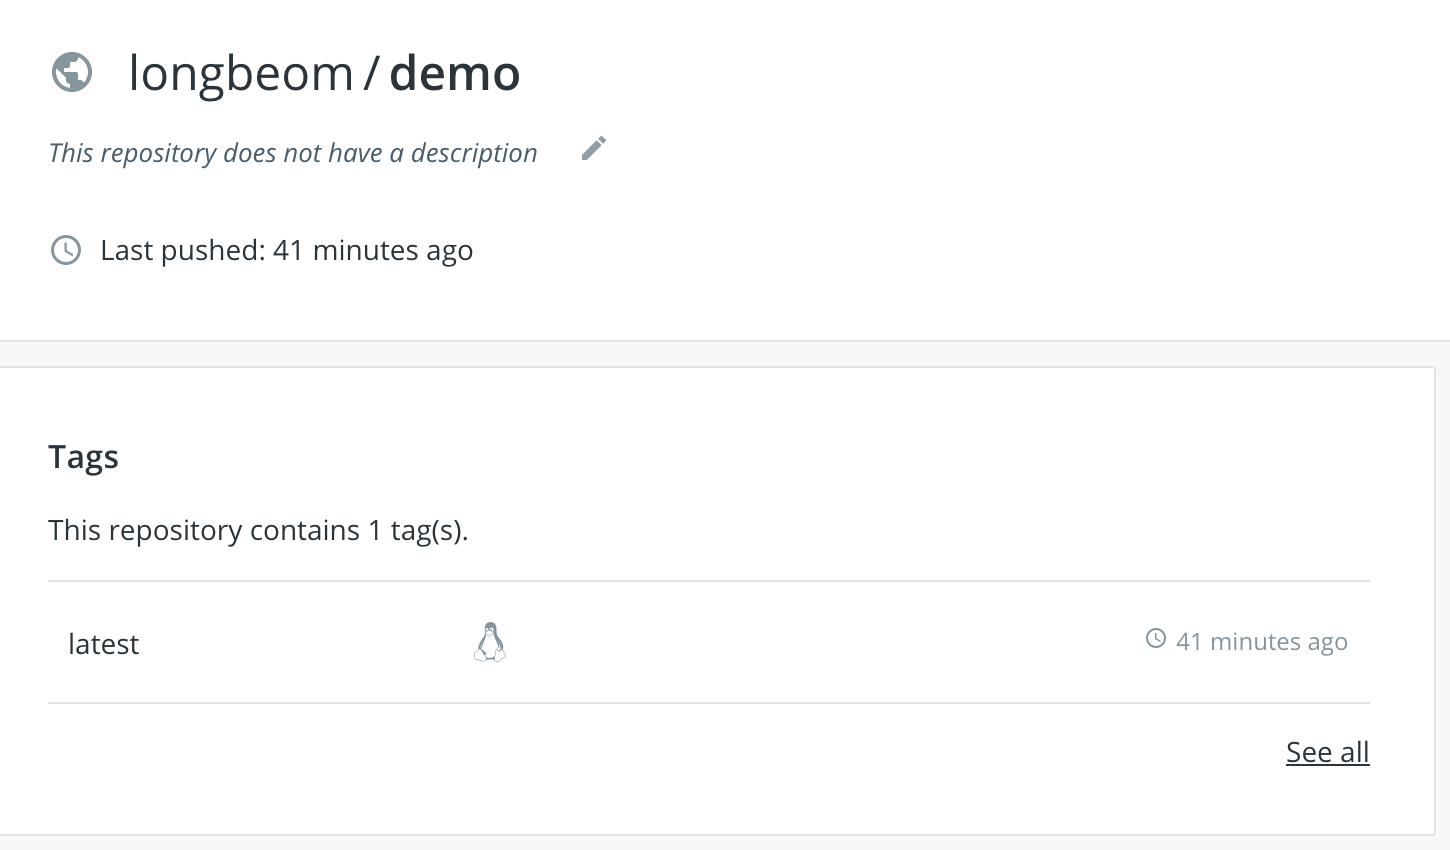 longbeom / demo
This repository does not have a description
Last pushed: 41 minutes ago
Tags
This repository contains 1 tag(s).
latest 41 minutes ago
See all